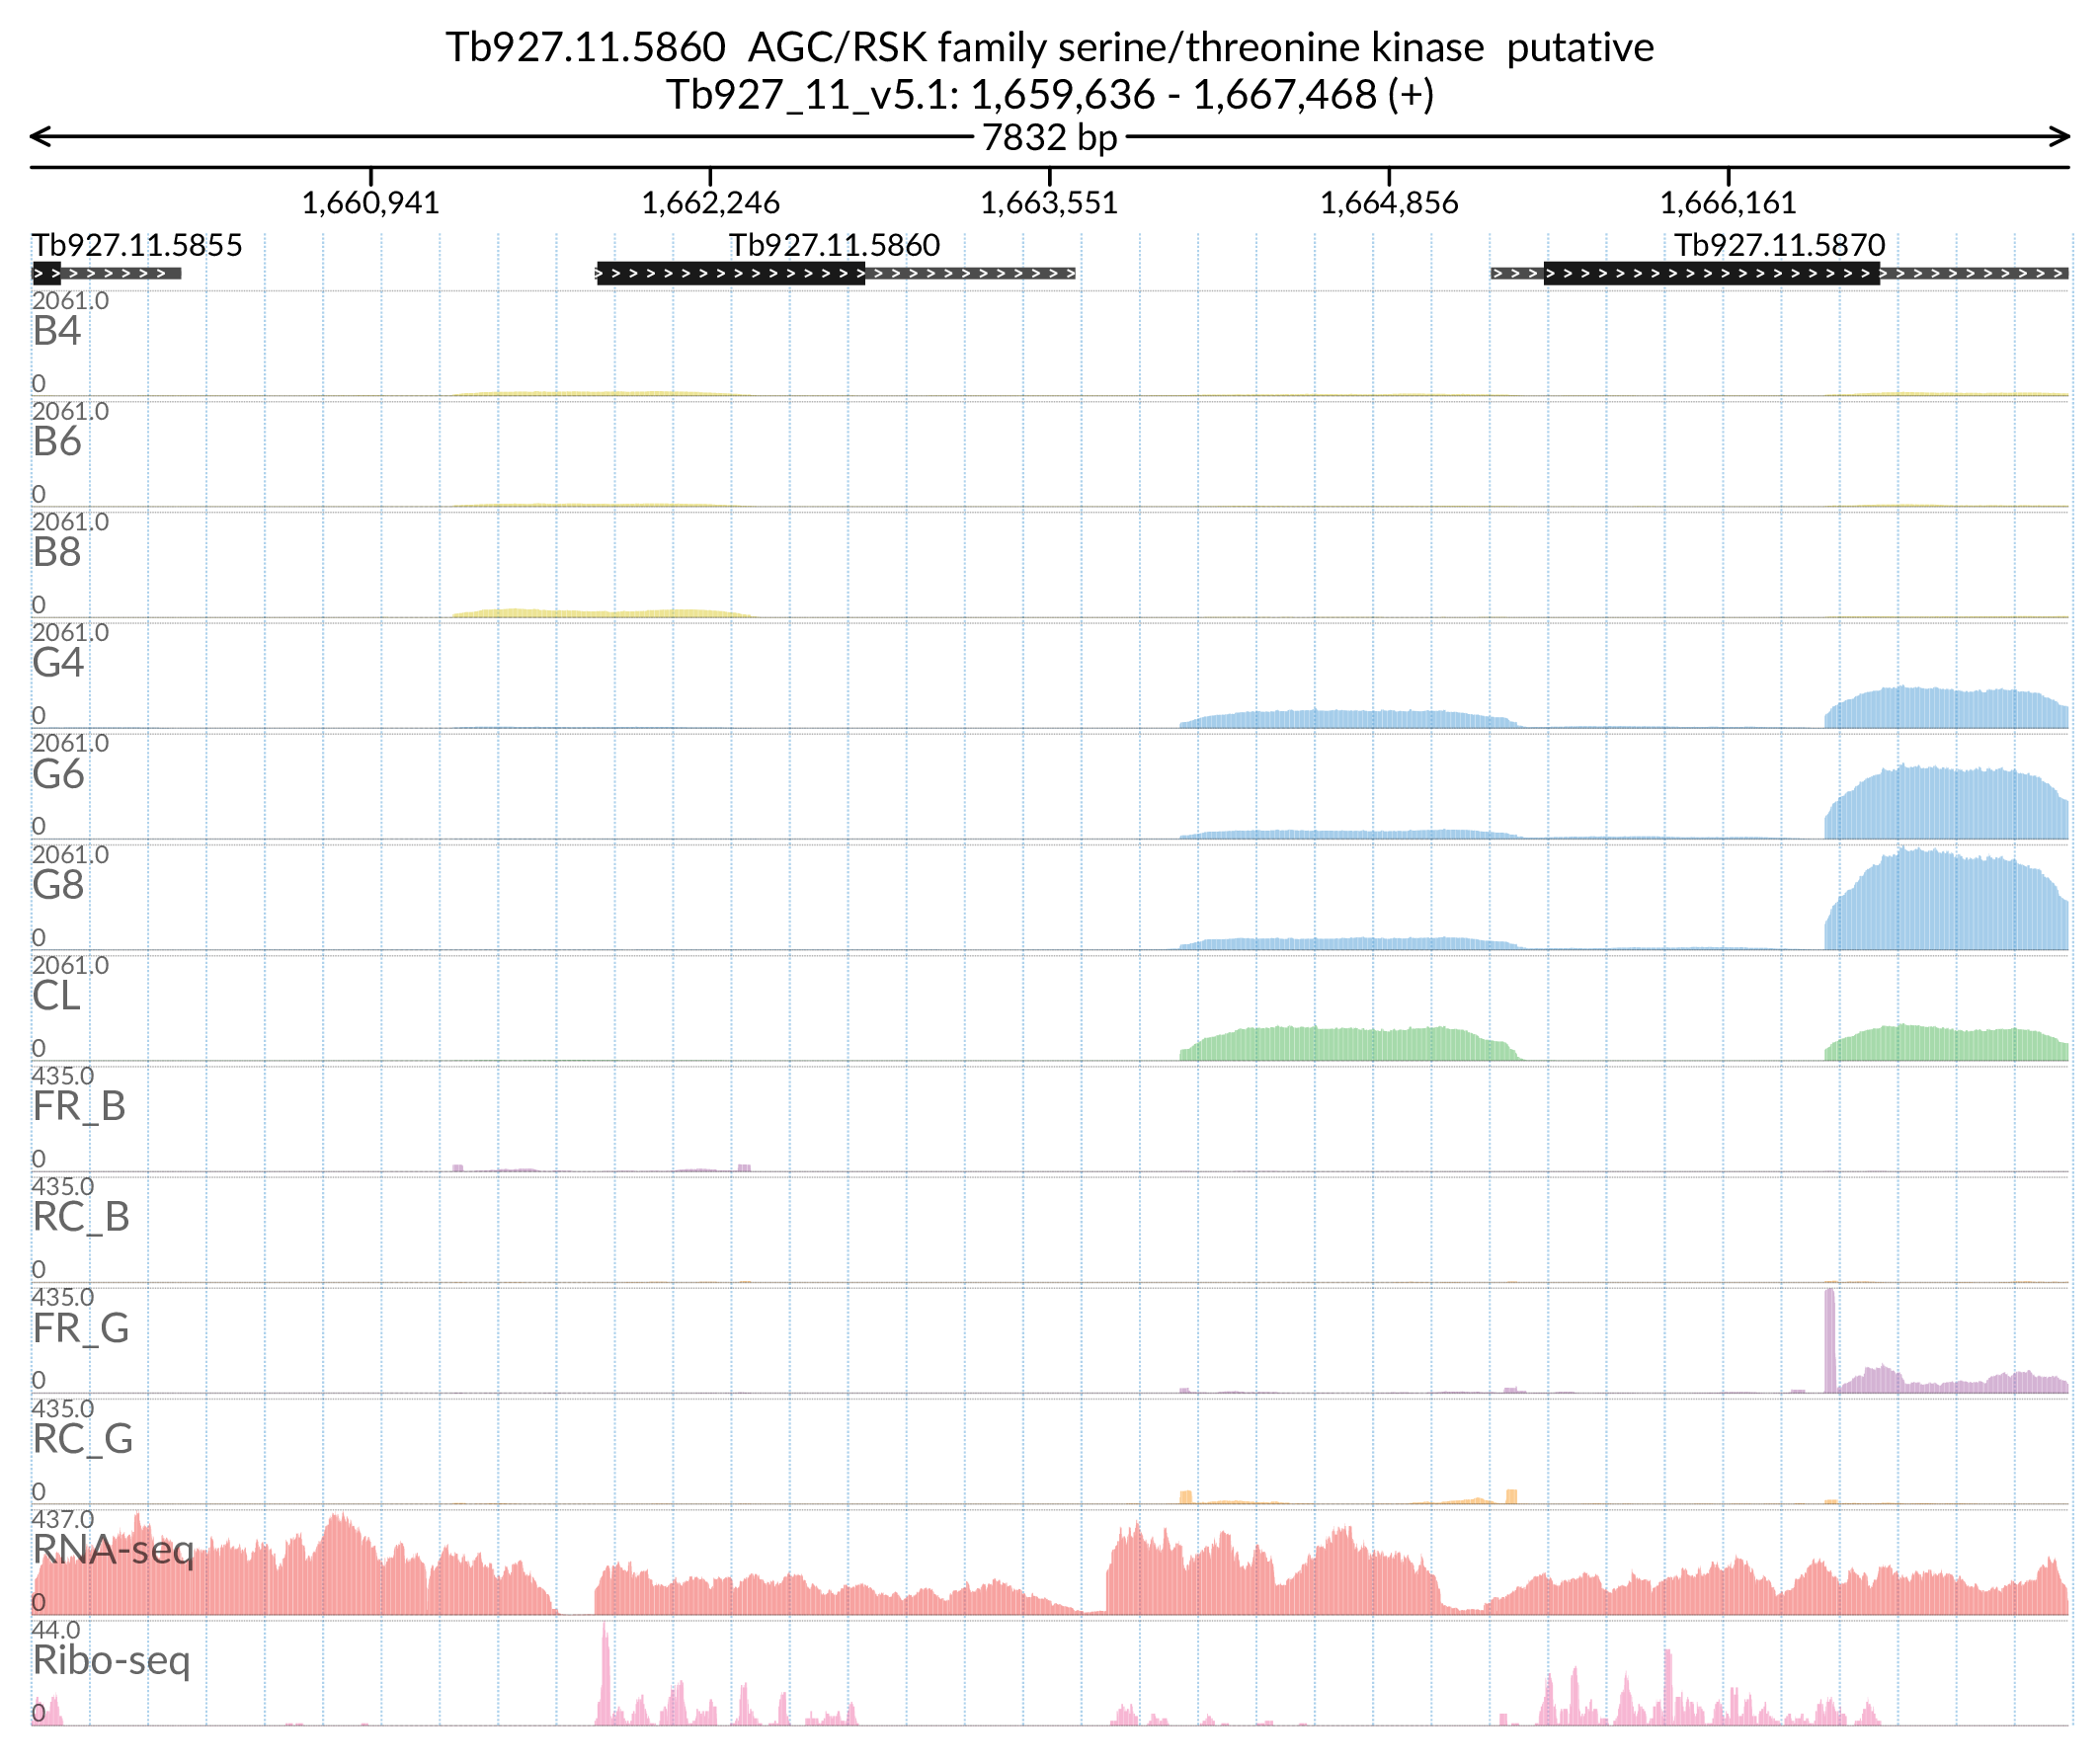 Tb927.11.5860 AGC/RSK family serine/threonine kinase putative
Tb927_11_v5.1: 1,659,636 - 1,667,468 (+)
7832 bp
1,660,941 1,662,246 1,663,551 1,664,856 1,666,161
Tb927.11.5855 Tb927.11.5860 Tb927.11.5870
2061.0
B4
0
2061.0
B6
0
2061.0
B8
0
2061.0
G4
0
2061.0
G6
0
2061.0
G8
0
2061.0
CL
0
435.0
FR_B
0
435.0
RC_B
0
435.0
FR_G
0
435.0
RC_G
0
437.0
RNA-seq
0
44.0
Ribo-seq
0